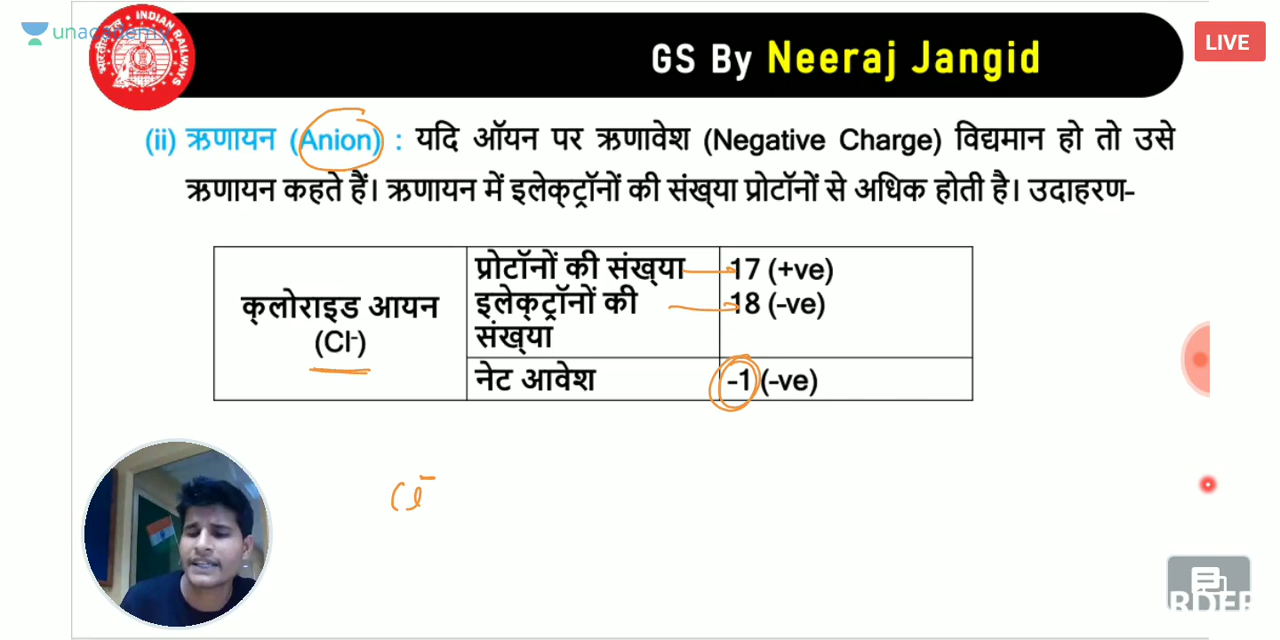 unacademy
INDIAN RAILWAYS
भारतीय रेल
GS By Neeraj Jangid
LIVE
(ii) ऋणायन (Anion) : यदि ऑयन पर ऋणावेश (Negative Charge) विद्यमान हो तो उसे
ऋणायन कहते हैं। ऋणायन में इलेक्ट्रॉनों की संख्या प्रोटॉनों से अधिक होती है। उदाहरण-
क्लोराइड आयन
(Cl⁻)
प्रोटॉनों की संख्या 17 (+ve)
इलेक्ट्रॉनों की 18 (–ve)
संख्या
नेट आवेश –1 (–ve)
Cl⁻